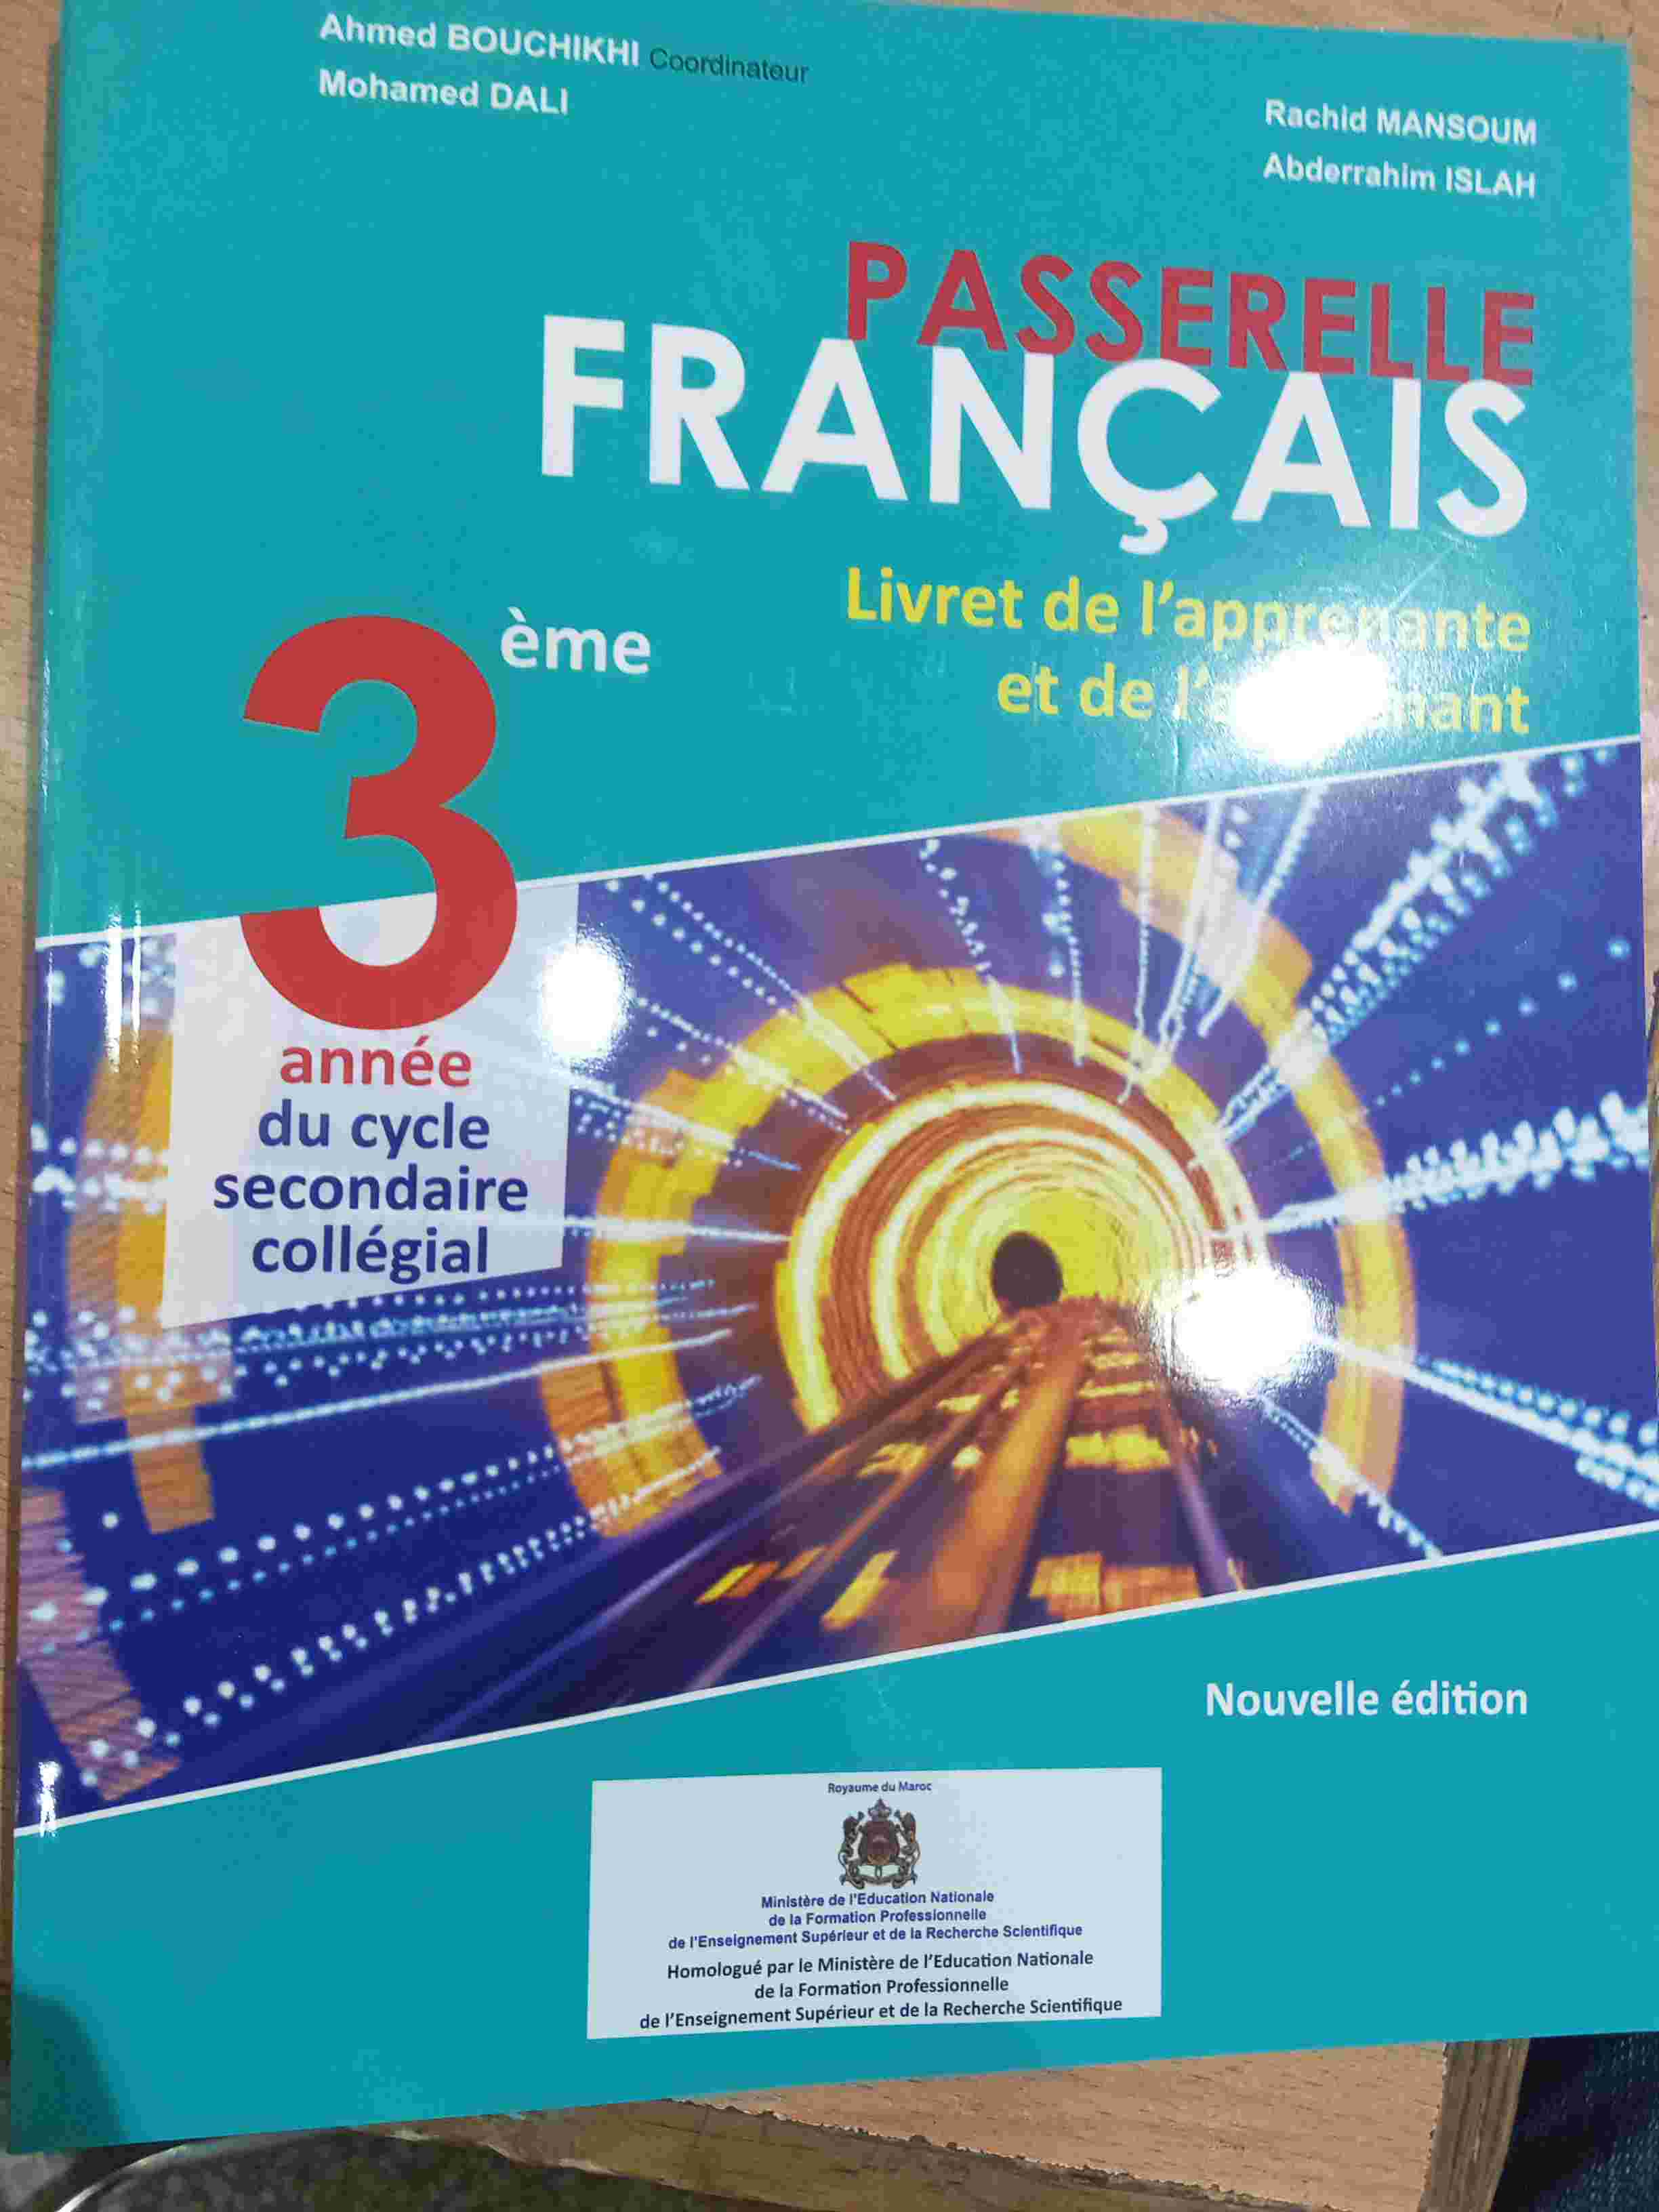 Ahmed BOUCHIKHI Coordinateur
Mohamed DALI
Rachid MANSOUM
Abderrahim ISLAH
PASSERELLE
FRANÇAIS
Livret de l'apprenante
et de l'apprenant
3ème
année
du cycle
secondaire
collégial
Nouvelle édition
Royaume du Maroc
Ministère de l'Education Nationale
de la Formation Professionnelle
de l'Enseignement Supérieur et de la Recherche Scientifique
Homologué par le Ministère de l'Education Nationale
de la Formation Professionnelle
de l'Enseignement Supérieur et de la Recherche Scientifique